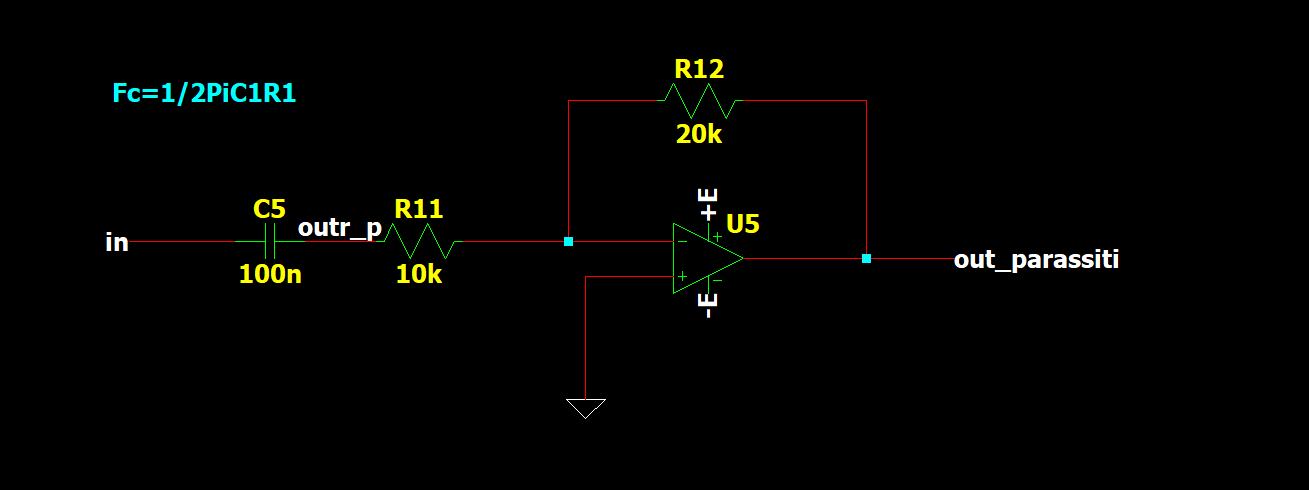 Fc=1/2PiC1R1
R12
20k
C5
outr_p
R11
in
100n
10k
+E
U5
-E
out_parassiti